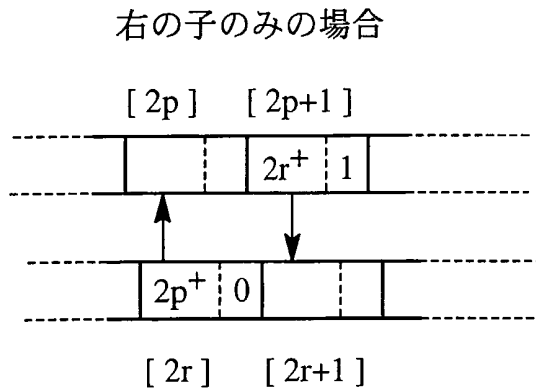 右の子のみの場合
[ 2p ] [ 2p+1 ]
2r+ 1
2p+ 0
[ 2r ] [ 2r+1 ]